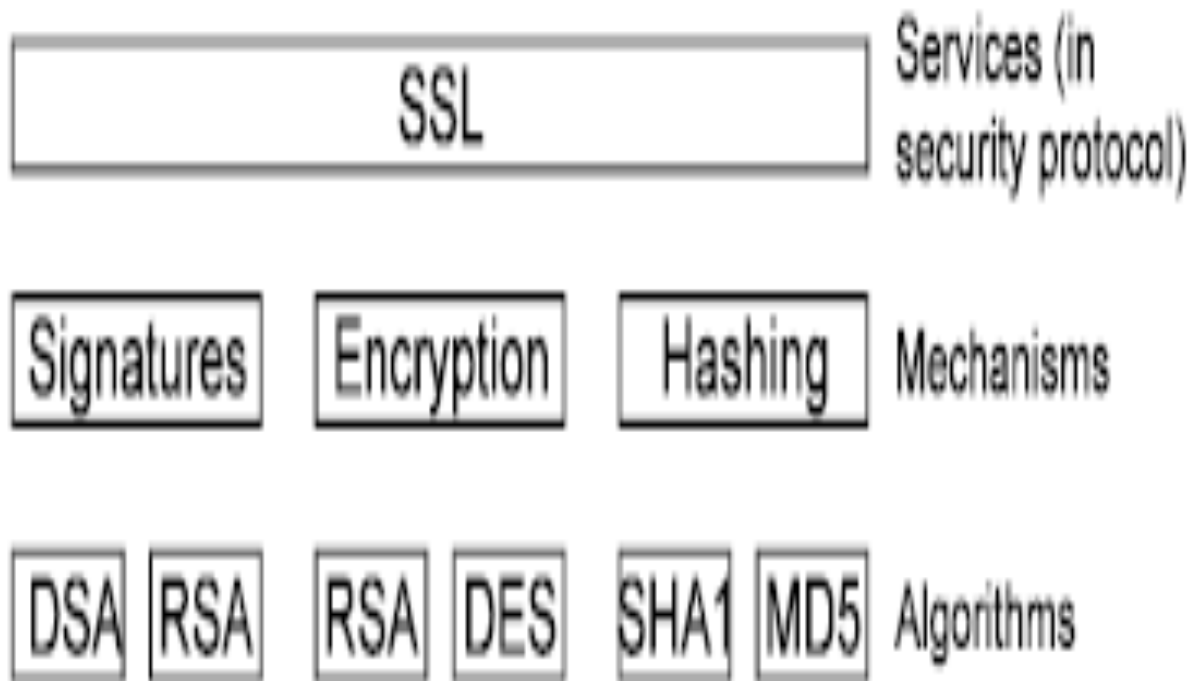 SSL
Services (in
security protocol)
Signatures Encryption Hashing Mechanisms
DSA RSA RSA DES SHA1 MD5 Algorithms